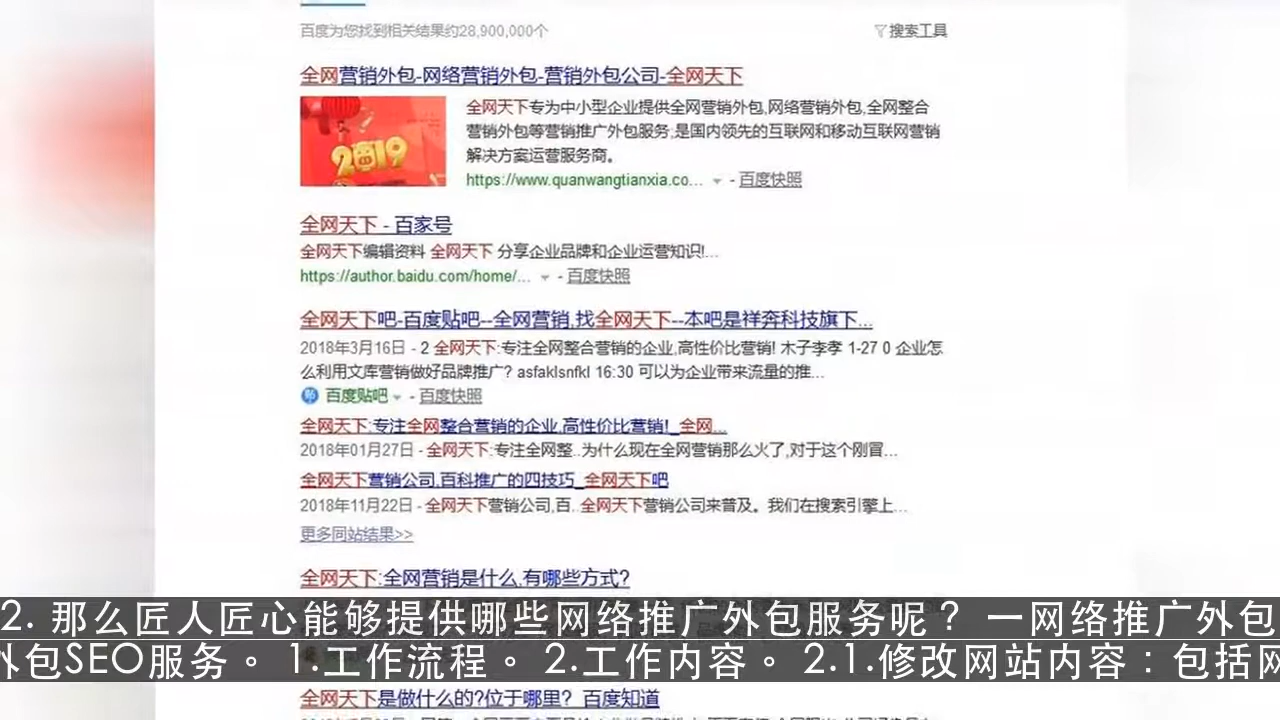 百度为您找到相关结果约28,900,000个
搜索工具
全网营销外包-网络营销外包-营销外包公司-全网天下
2019
全网天下专为中小型企业提供全网营销外包,网络营销外包,全网整合
营销外包等营销推广外包服务,是国内领先的互联网和移动互联网营销
解决方案运营服务商。
https://www.quanwangtianxia.co... - 百度快照
全网天下 - 百家号
全网天下编辑资料 全网天下 分享企业品牌和企业运营知识!...
https://author.baidu.com/home/... - 百度快照
全网天下吧-百度贴吧--全网营销,找全网天下--本吧是祥奔科技旗下...
2018年3月16日 - 2 全网天下:专注全网整合营销的企业,高性价比营销! 木子李孝 1-27 0 企业怎
么利用文库营销做好品牌推广? asfaklsnfkl 16:30 可以为企业带来流量的推...
百度贴吧 - 百度快照
全网天下:专注全网整合营销的企业,高性价比营销!_全网...
2018年01月27日 - 全网天下:专注全网整..为什么现在全网营销那么火了,对于这个刚冒...
全网天下营销公司,百科推广的四技巧_全网天下吧
2018年11月22日 - 全网天下营销公司,百..全网天下营销公司来普及。我们在搜索引擎上...
更多同站结果>>
全网天下:全网营销是什么,有哪些方式?
2. 那么匠人匠心能够提供哪些网络推广外包服务呢？ 一网络推广外包
外包SEO服务。 1.工作流程。 2.工作内容。 2.1.修改网站内容：包括网
全网天下是做什么的?位于哪里? 百度知道